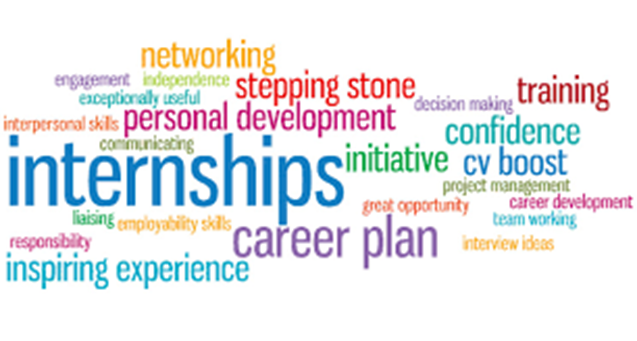 networking
engagement independence
stepping stone
training
exceptionally useful
decision making
interpersonal skills
personal development
confidence
communicating
internships
initiative
cv boost
project management
great opportunity
career development
liaising
employability skills
team working
responsibility
career plan
interview ideas
inspiring experience